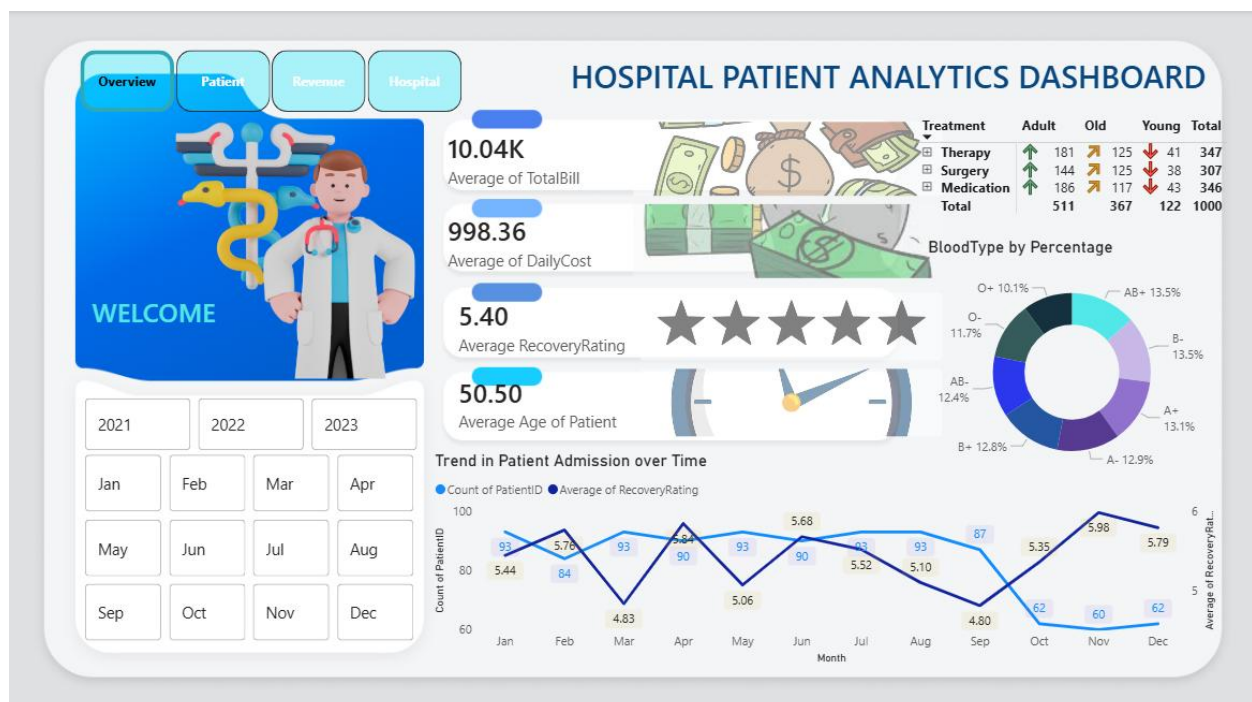 Overview Patient Revenue Hospital
HOSPITAL PATIENT ANALYTICS DASHBOARD
WELCOME
2021 2022 2023
Jan Feb Mar Apr
May Jun Jul Aug
Sep Oct Nov Dec
10.04K
Average of TotalBill
998.36
Average of DailyCost
5.40
Average RecoveryRating
50.50
Average Age of Patient
Treatment Adult Old Young Total
Therapy 181 125 41 347
Surgery 144 125 38 307
Medication 186 117 43 346
Total 511 367 122 1000
BloodType by Percentage
O+ 10.1%
AB+ 13.5%
O-
11.7%
B-
13.5%
AB-
12.4%
A+
13.1%
B+ 12.8%
A- 12.9%
Trend in Patient Admission over Time
Count of PatientID Average of RecoveryRating
Count of PatientID
100
80
60
93 84 93 90 93 90 93 93 87 62 60 62
5.44 5.76 4.83 5.84 5.06 5.68 5.52 5.10 4.80 5.35 5.98 5.79
6
5
Average of RecoveryRat...
Jan Feb Mar Apr May Jun Jul Aug Sep Oct Nov Dec
Month